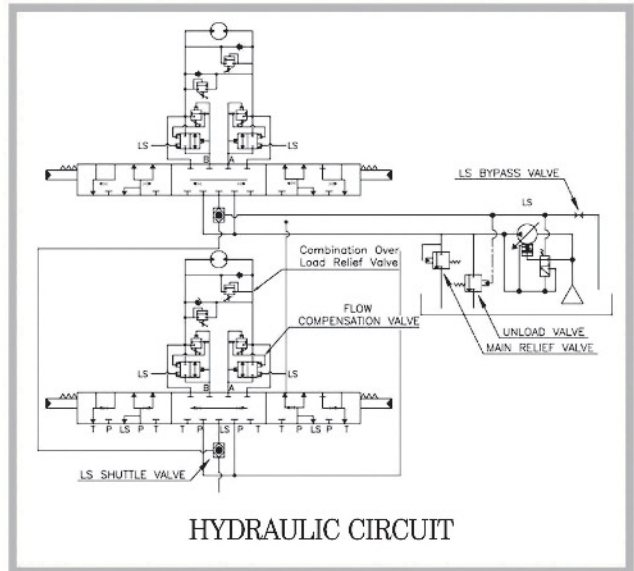 LS
B
A
LS
LS BYPASS VALVE
LS
Combination Over
Load Relief Valve
FLOW
COMPENSATION VALVE
UNLOAD VALVE
MAIN RELIEF VALVE
LS
B
A
LS
T P LS P T T P LS P T T P LS P T
LS SHUTTLE VALVE
HYDRAULIC CIRCUIT